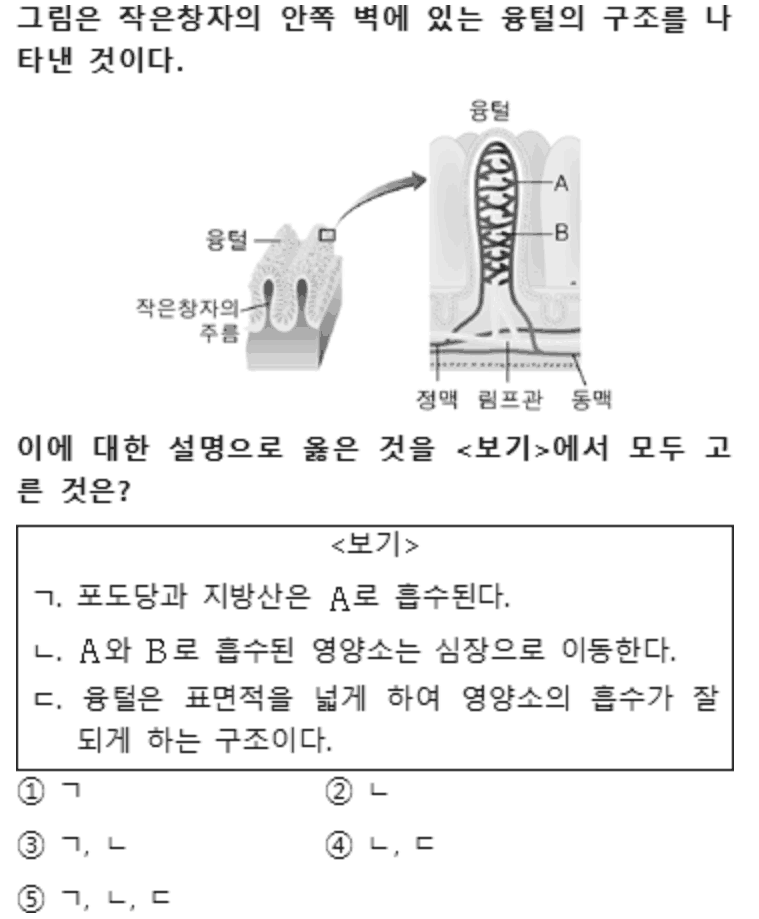 그림은 작은창자의 안쪽 벽에 있는 융털의 구조를 나
타낸 것이다.
융털
A
B
융털
작은창자의
주름
정맥 림프관 동맥
이에 대한 설명으로 옳은 것을 <보기>에서 모두 고
른 것은?
<보기>
ㄱ. 포도당과 지방산은 A로 흡수된다.
ㄴ. A와 B로 흡수된 영양소는 심장으로 이동한다.
ㄷ. 융털은 표면적을 넓게 하여 영양소의 흡수가 잘
되게 하는 구조이다.
① ㄱ ② ㄴ
③ ㄱ, ㄴ ④ ㄴ, ㄷ
⑤ ㄱ, ㄴ, ㄷ